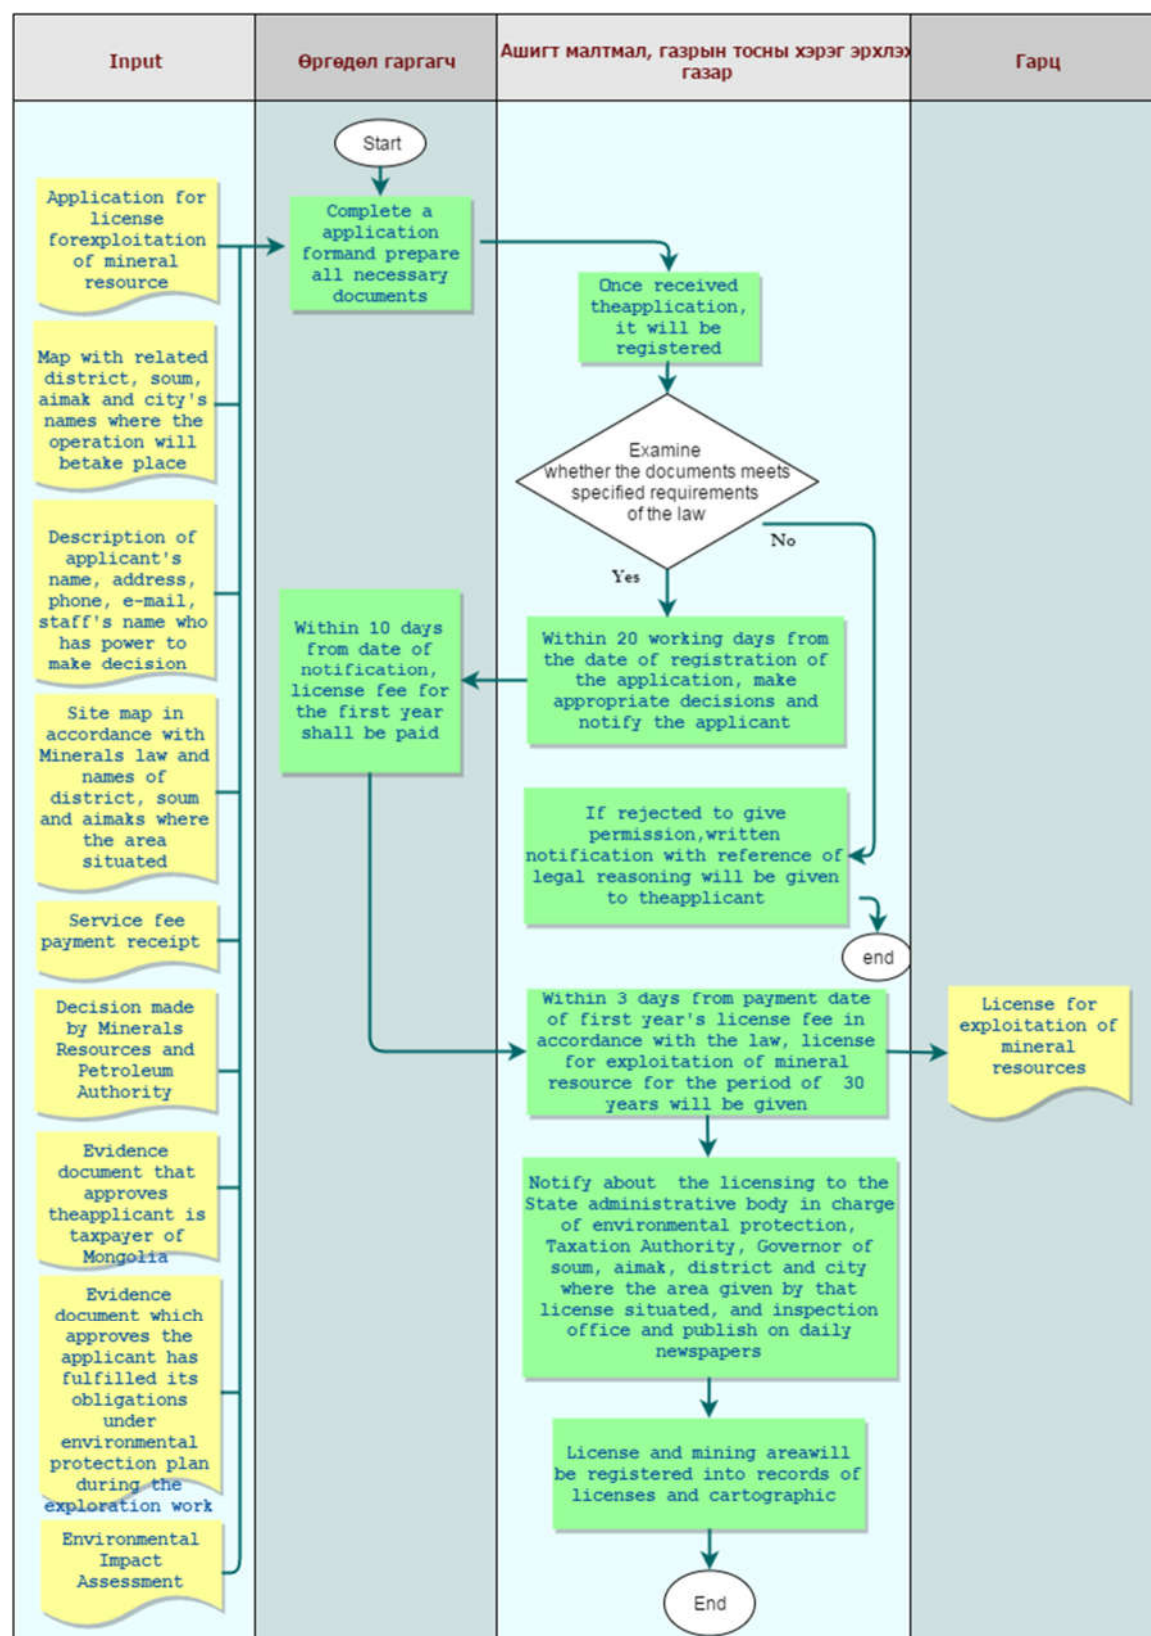 Input
Өргөдөл гаргагч
Ашигт малтмал, газрын тосны хэрэг эрхлэх
газар
Гарц
Start
Application for
license
forexploitation
of mineral
resource
Map with related
district, soum,
aimak and city's
names where the
operation will
betake place
Description of
applicant's
name, address,
phone, e-mail,
staff's name who
has power to
make decision
Site map in
accordance with
Minerals law and
names of
district, soum
and aimaks where
the area
situated
Service fee
payment receipt
Decision made
by Minerals
Resources and
Petroleum
Authority
Evidence
document that
approves
theapplicant is
taxpayer of
Mongolia
Evidence
document which
approves the
applicant has
fulfilled its
obligations
under
environmental
protection plan
during the
exploration work
Environmental
Impact
Assessment
Complete a
application
formand prepare
all necessary
documents
Once received
theapplication,
it will be
registered
Examine
whether the documents meets
specified requirements
of the law
No
Yes
Within 20 working days from
the date of registration of
the application, make
appropriate decisions and
notify the applicant
Within 10 days
from date of
notification,
license fee for
the first year
shall be paid
If rejected to give
permission,written
notification with reference of
legal reasoning will be given
to theapplicant
end
Within 3 days from payment date
of first year's license fee in
accordance with the law, license
for exploitation of mineral
resource for the period of 30
years will be given
License for
exploitation of
mineral
resources
Notify about the licensing to the
State administrative body in charge
of environmental protection,
Taxation Authority, Governor of
soum, aimak, district and city
where the area given by that
license situated, and inspection
office and publish on daily
newspapers
License and mining areawill
be registered into records of
licenses and cartographic
End